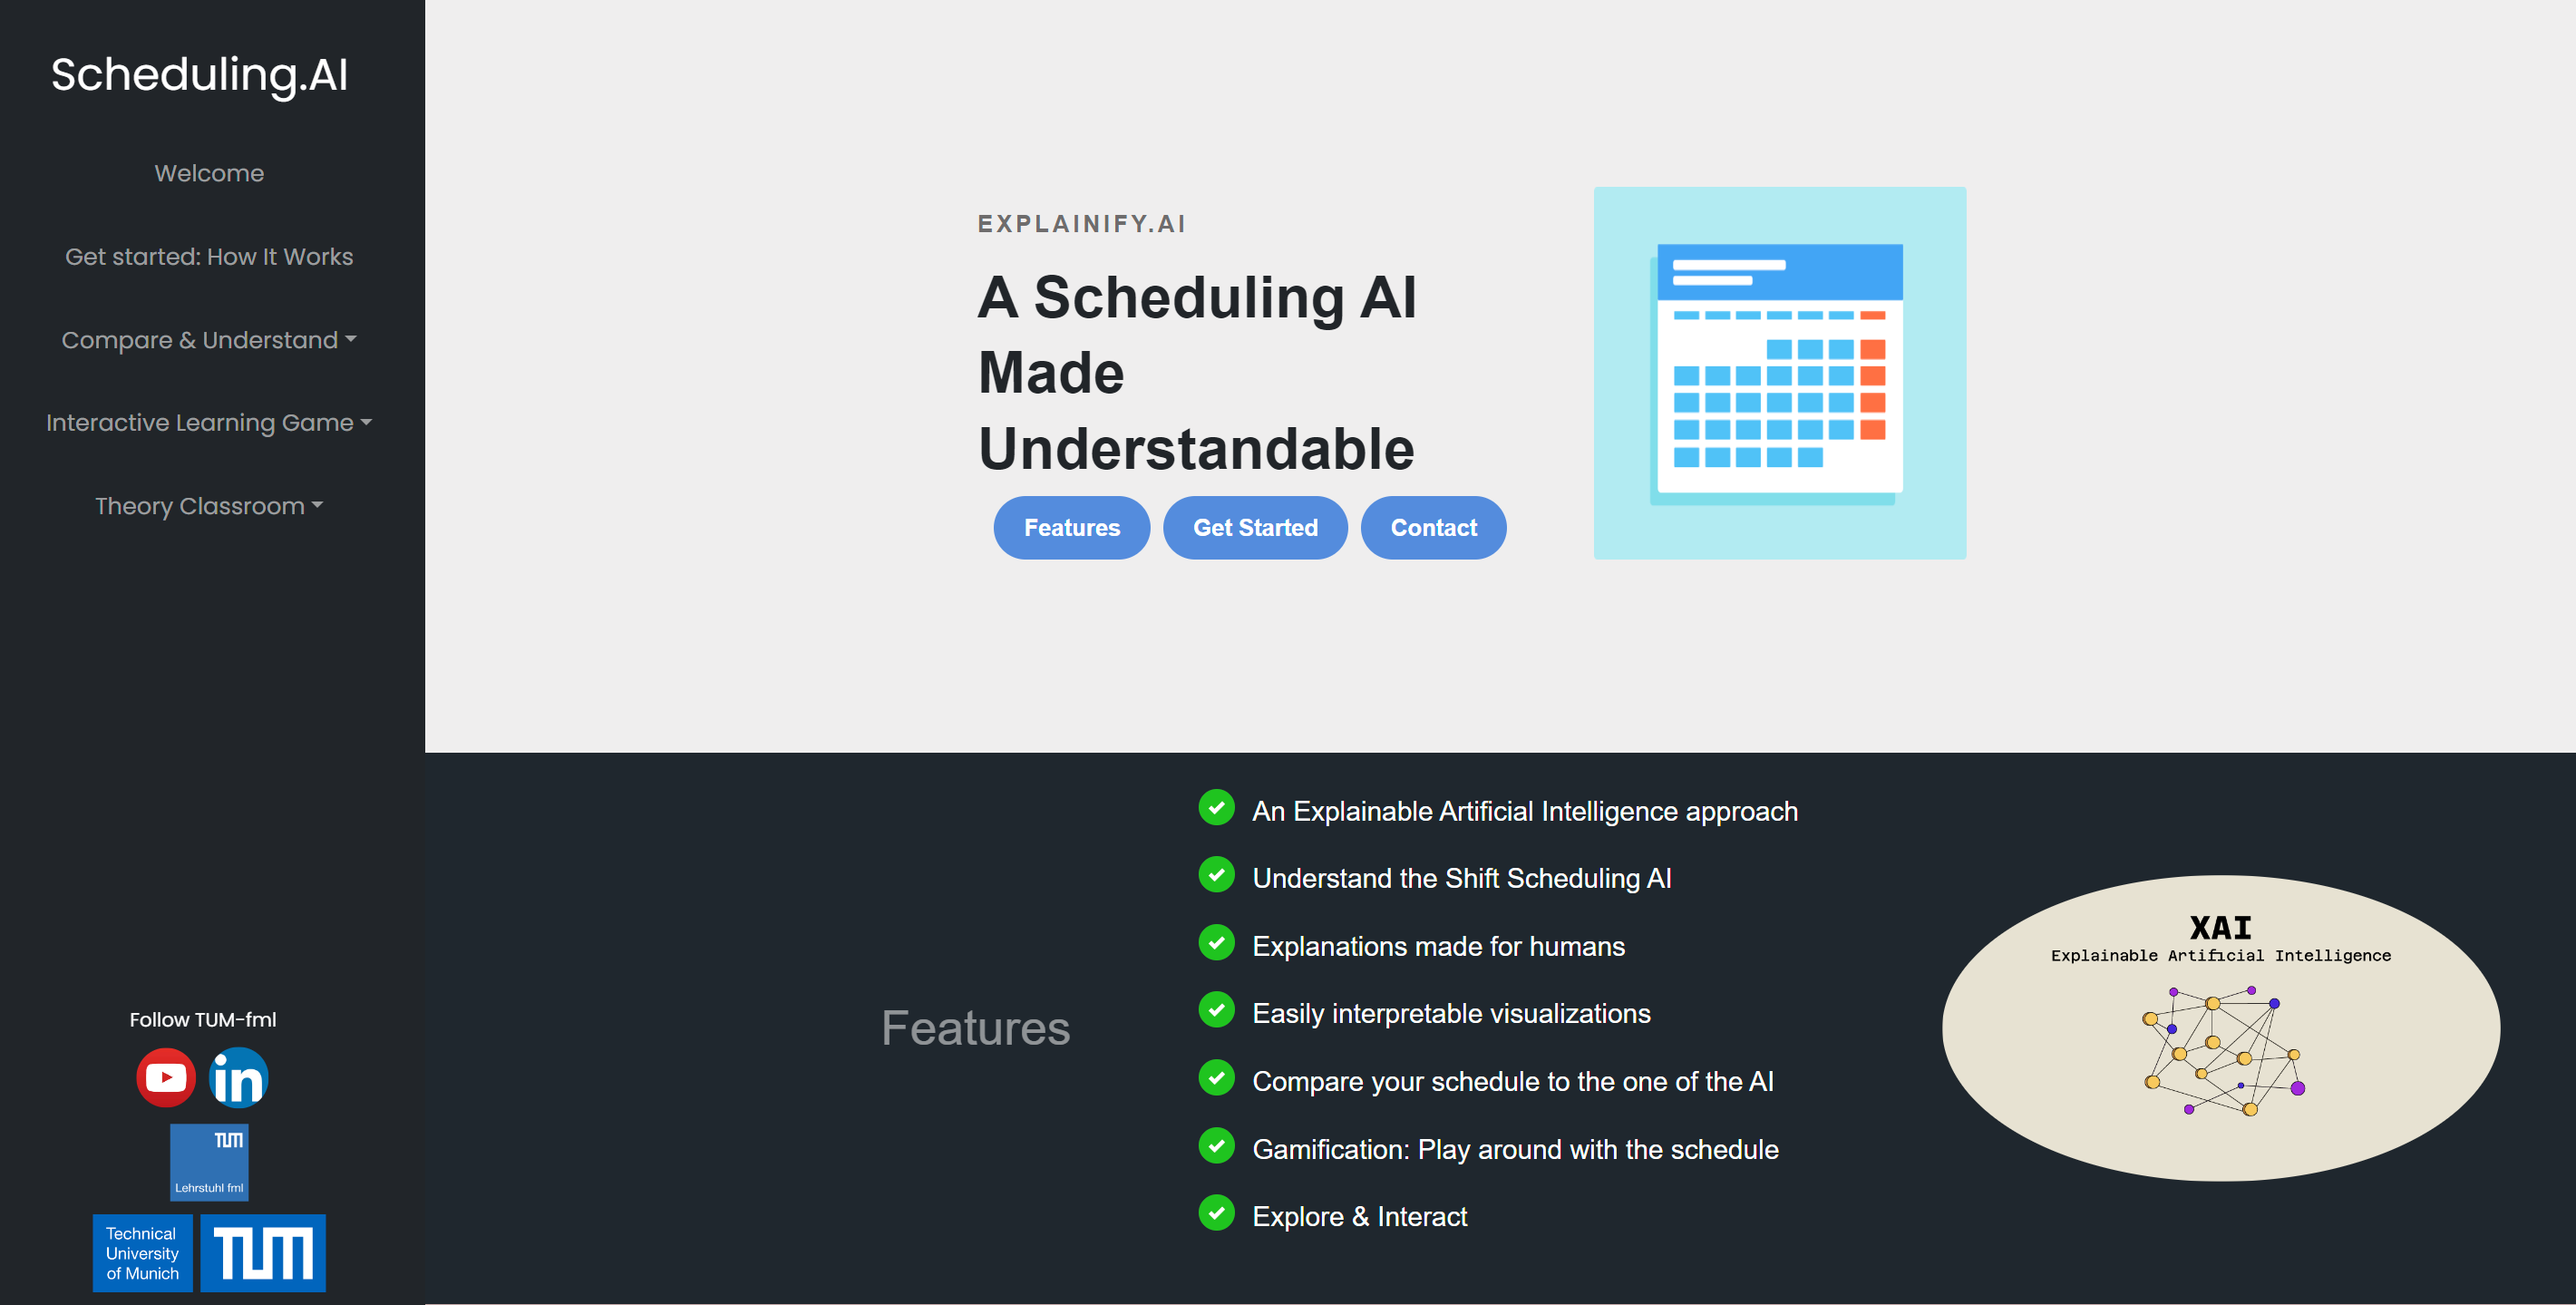 Scheduling.AI
Welcome
Get started: How It Works
Compare & Understand
Interactive Learning Game
Theory Classroom
Follow TUM-fml
in
TUM
Lehrstuhl fml
Technical
University
of Munich
TUM
EXPLAINIFY.AI
A Scheduling AI
Made
Understandable
Features
Get Started
Contact
Features
An Explainable Artificial Intelligence approach
Understand the Shift Scheduling AI
Explanations made for humans
Easily interpretable visualizations
Compare your schedule to the one of the AI
Gamification: Play around with the schedule
Explore & Interact
XAI
Explainable Artificial Intelligence